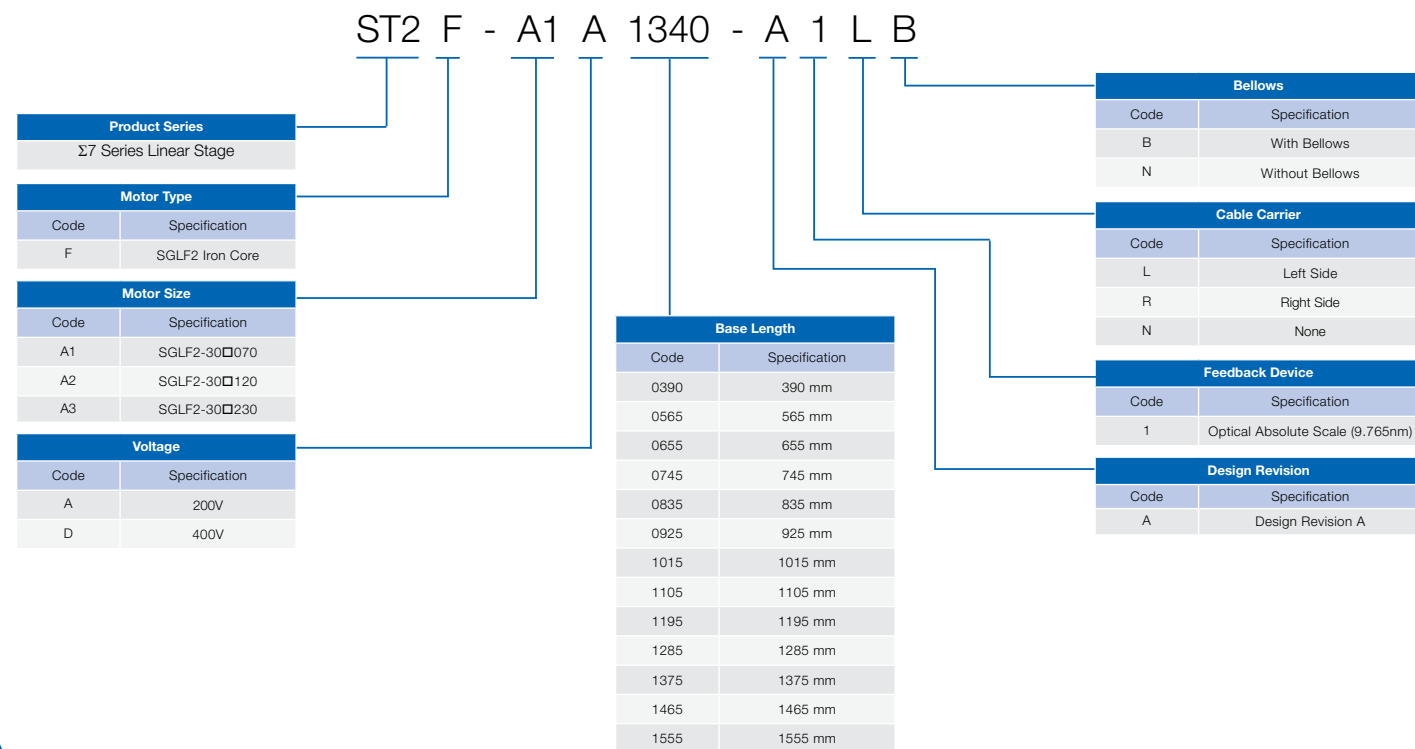 ST2 F - A1 A 1340 - A 1 L B
Product Series
Σ7 Series Linear Stage
Motor Type
Code Specification
F SGLF2 Iron Core
Motor Size
Code Specification
A1 SGLF2-30□070
A2 SGLF2-30□120
A3 SGLF2-30□230
Voltage
Code Specification
A 200V
D 400V
Base Length
Code Specification
0390 390 mm
0565 565 mm
0655 655 mm
0745 745 mm
0835 835 mm
0925 925 mm
1015 1015 mm
1105 1105 mm
1195 1195 mm
1285 1285 mm
1375 1375 mm
1465 1465 mm
1555 1555 mm
Bellows
Code Specification
B With Bellows
N Without Bellows
Cable Carrier
Code Specification
L Left Side
R Right Side
N None
Feedback Device
Code Specification
1 Optical Absolute Scale (9.765nm)
Design Revision
Code Specification
A Design Revision A